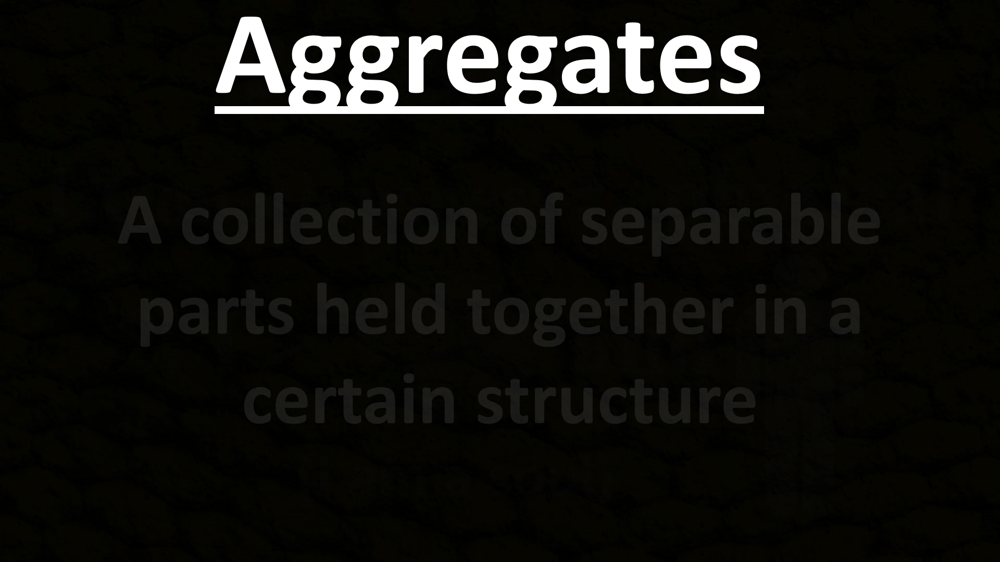 Aggregates
A collection of separable
parts held together in a
certain structure